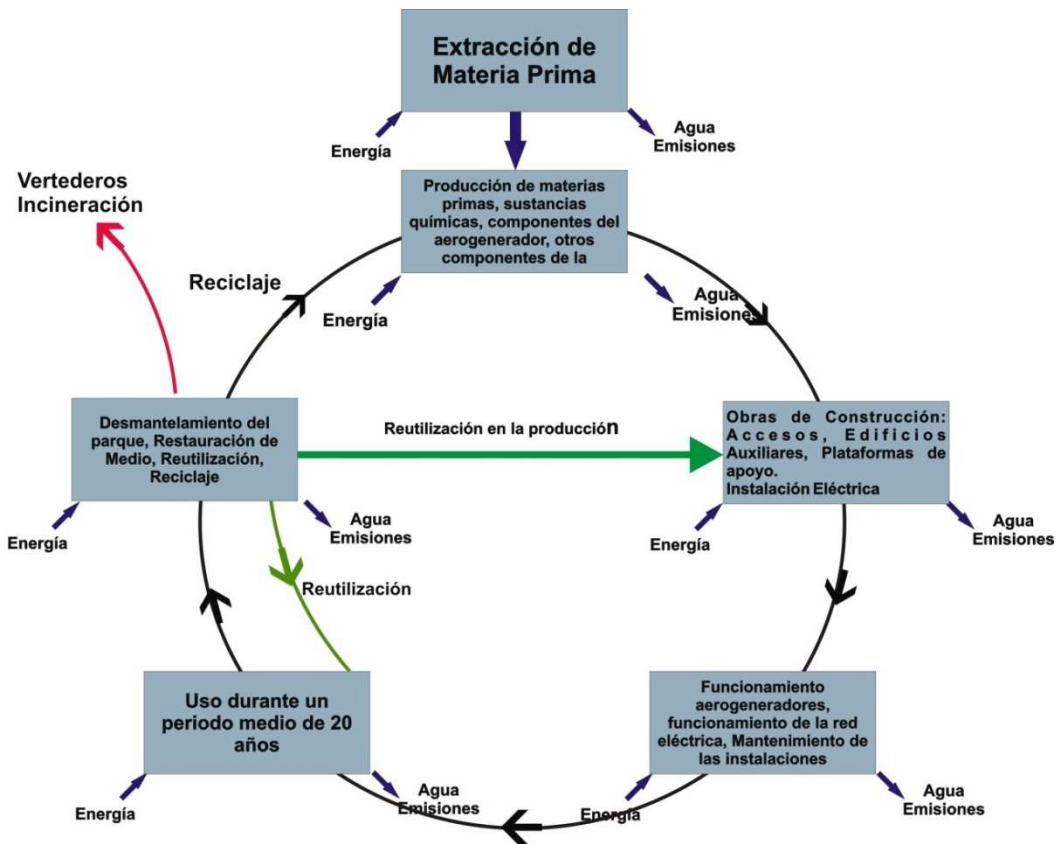 Extracción de
Materia Prima
Energía
Agua
Emisiones
Vertederos
Incineración
Producción de materias
primas, sustancias
químicas, componentes del
aerogenerador, otros
componentes de la
Reciclaje
Energía
Agua
Emisiones
Desmantelamiento del
parque, Restauración de
Medio, Reutilización,
Reciclaje
Reutilización en la producción
Obras de Construcción:
Accesos, Edificios
Auxiliares, Plataformas de
apoyo.
Instalación Eléctrica
Energía
Agua
Emisiones
Energía
Agua
Emisiones
Reutilización
Uso durante un
periodo medio de 20
años
Funcionamiento
aerogeneradores,
funcionamiento de la red
eléctrica, Mantenimiento de
las instalaciones
Energía
Agua
Emisiones
Energía
Agua
Emisiones